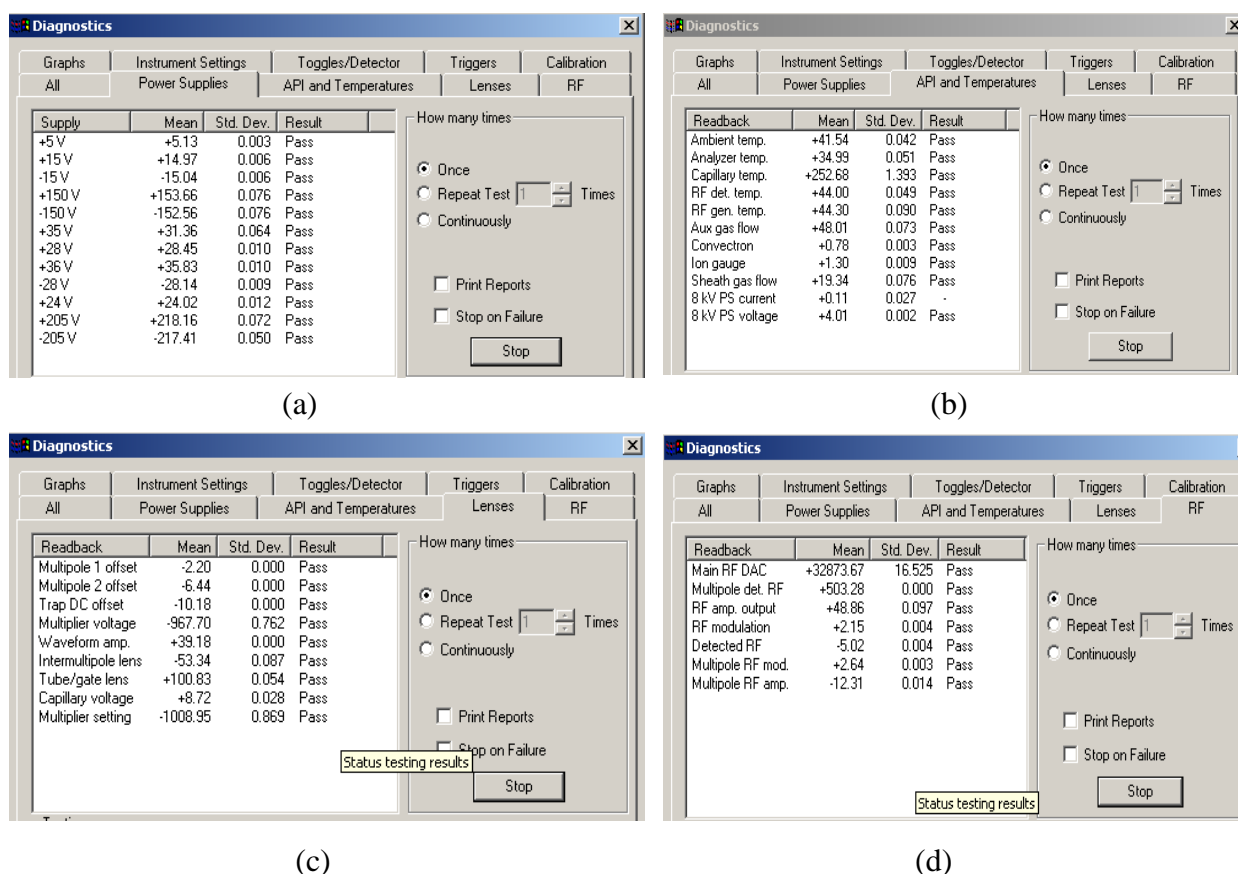 Diagnostics
Graphs Instrument Settings Toggles/Detector Triggers Calibration
All Power Supplies API and Temperatures Lenses RF
Supply Mean Std. Dev. Result
+5 V +5.13 0.003 Pass
+15 V +14.97 0.006 Pass
-15 V -15.04 0.006 Pass
+150 V +153.66 0.076 Pass
-150 V -152.56 0.076 Pass
+35 V +31.36 0.064 Pass
+28 V +28.45 0.010 Pass
+36 V +35.83 0.010 Pass
-28 V -28.14 0.009 Pass
+24 V +24.02 0.012 Pass
+205 V +218.16 0.072 Pass
-205 V -217.41 0.050 Pass
How many times
Once
Repeat Test 1 Times
Continuously
Print Reports
Stop on Failure
Stop
(a)
Diagnostics
Graphs Instrument Settings Toggles/Detector Triggers Calibration
All Power Supplies API and Temperatures Lenses RF
Readback Mean Std. Dev. Result
Ambient temp. +41.54 0.042 Pass
Analyzer temp. +34.99 0.051 Pass
Capillary temp. +252.68 1.393 Pass
RF det. temp. +44.00 0.049 Pass
RF gen. temp. +44.30 0.090 Pass
Aux gas flow +48.01 0.073 Pass
Convectron +0.78 0.003 Pass
Ion gauge +1.30 0.009 Pass
Sheath gas flow +19.34 0.076 Pass
8 kV PS current +0.11 0.027 -
8 kV PS voltage +4.01 0.002 Pass
How many times
Once
Repeat Test 1 Times
Continuously
Print Reports
Stop on Failure
Stop
(b)
Diagnostics
Graphs Instrument Settings Toggles/Detector Triggers Calibration
All Power Supplies API and Temperatures Lenses RF
Readback Mean Std. Dev. Result
Multipole 1 offset -2.20 0.000 Pass
Multipole 2 offset -6.44 0.000 Pass
Trap DC offset -10.18 0.000 Pass
Multiplier voltage -967.70 0.762 Pass
Waveform amp. +39.18 0.000 Pass
Intermultipole lens -53.34 0.087 Pass
Tube/gate lens +100.83 0.054 Pass
Capillary voltage +8.72 0.028 Pass
Multiplier setting -1008.95 0.869 Pass
How many times
Once
Repeat Test 1 Times
Continuously
Print Reports
Stop on Failure
Status testing results
Stop
(c)
Diagnostics
Graphs Instrument Settings Toggles/Detector Triggers Calibration
All Power Supplies API and Temperatures Lenses RF
Readback Mean Std. Dev. Result
Main RF DAC +32873.67 16.525 Pass
Multipole det. RF +503.28 0.000 Pass
RF amp. output +48.86 0.097 Pass
RF modulation +2.15 0.004 Pass
Detected RF -5.02 0.004 Pass
Multipole RF mod. +2.64 0.003 Pass
Multipole RF amp. -12.31 0.014 Pass
How many times
Once
Repeat Test 1 Times
Continuously
Print Reports
Stop on Failure
Stop
Status testing results
(d)